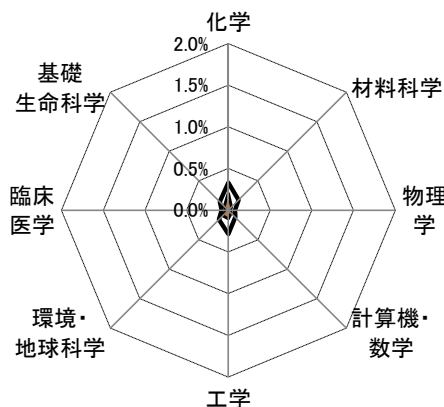 化学
2.0%
1.5%
1.0%
0.5%
0.0%
材料科学
物理
学
計算機・
数学
工学
環境・
地球科学
臨床
医学
基礎
生命科学